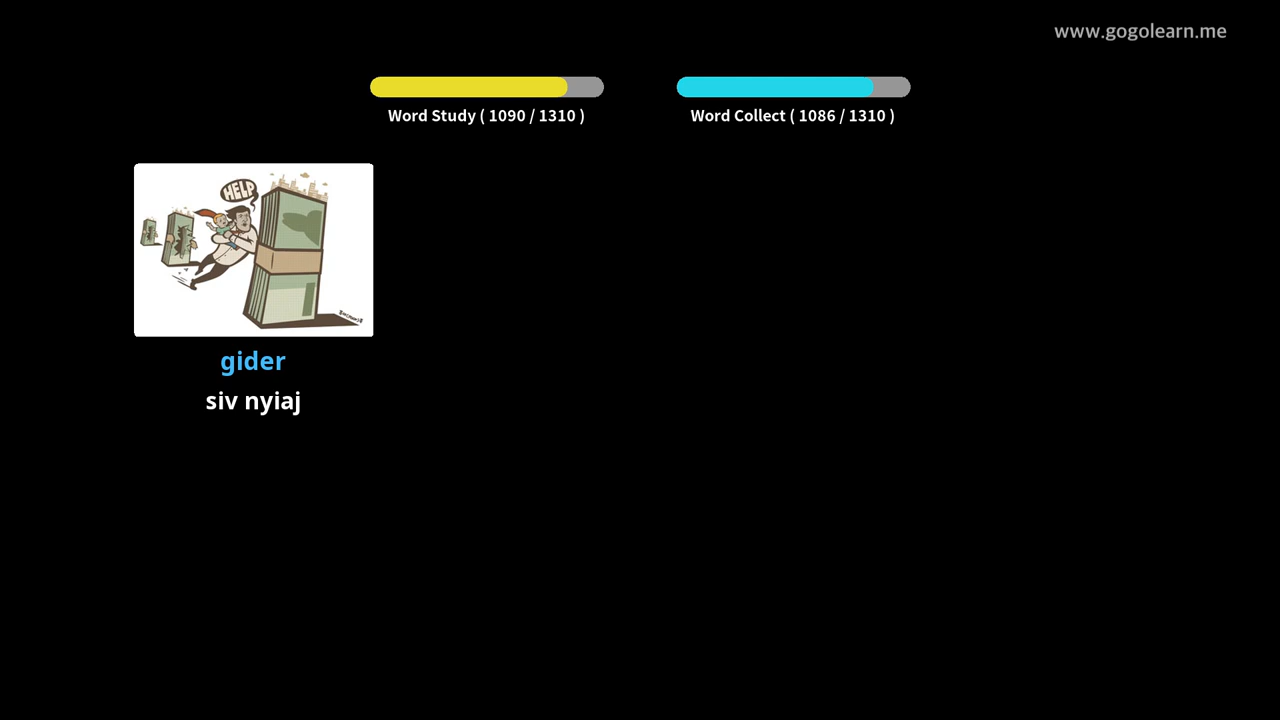 www.gogolearn.me
Word Study ( 1090 / 1310 )
Word Collect ( 1086 / 1310 )
HELP
gider
siv nyiaj